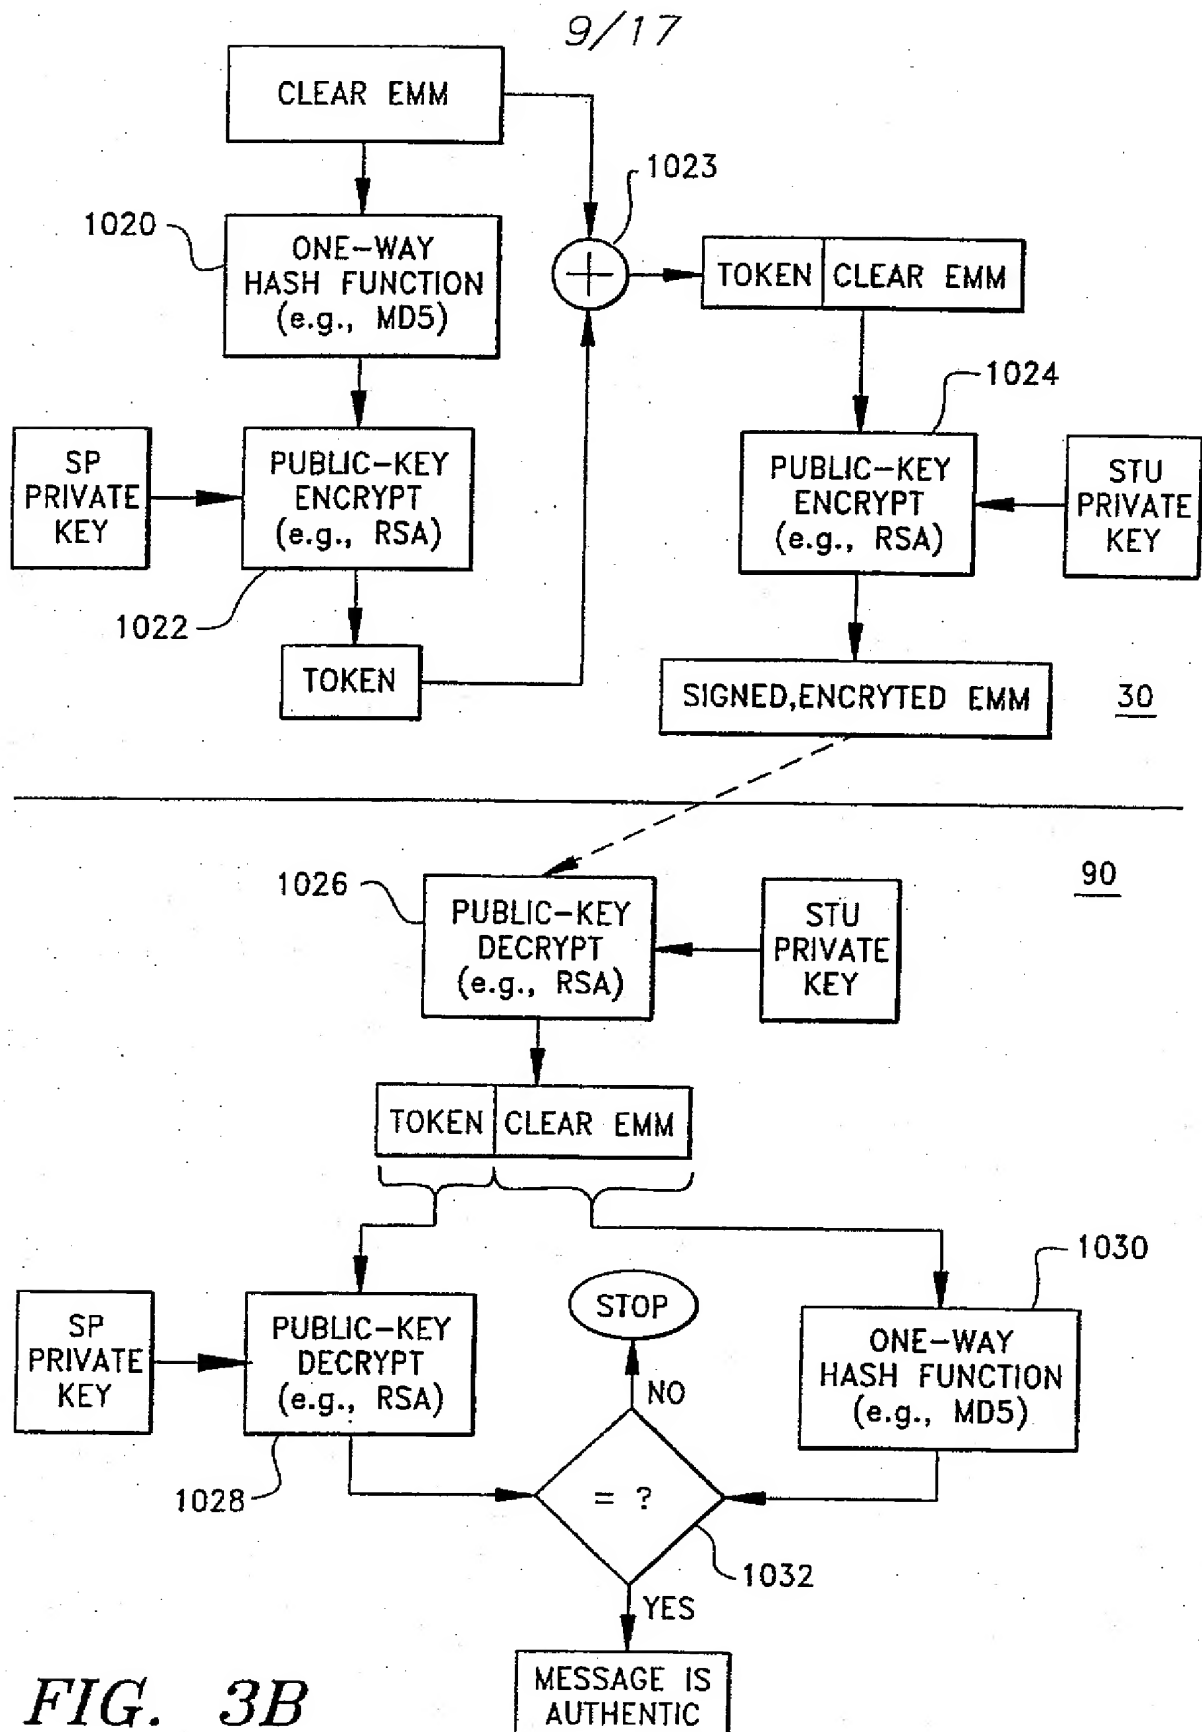 9/17
CLEAR EMM
1023
1020
ONE-WAY
HASH FUNCTION
(e.g., MD5)
TOKEN CLEAR EMM
1024
SP
PRIVATE
KEY
PUBLIC-KEY
ENCRYPT
(e.g., RSA)
PUBLIC-KEY
ENCRYPT
(e.g., RSA)
STU
PRIVATE
KEY
1022
TOKEN
SIGNED,ENCRYTED EMM
30
90
1026
PUBLIC-KEY
DECRYPT
(e.g., RSA)
STU
PRIVATE
KEY
TOKEN CLEAR EMM
1030
SP
PRIVATE
KEY
PUBLIC-KEY
DECRYPT
(e.g., RSA)
STOP
NO
ONE-WAY
HASH FUNCTION
(e.g., MD5)
1028
= ?
1032
YES
MESSAGE IS
AUTHENTIC
FIG. 3B